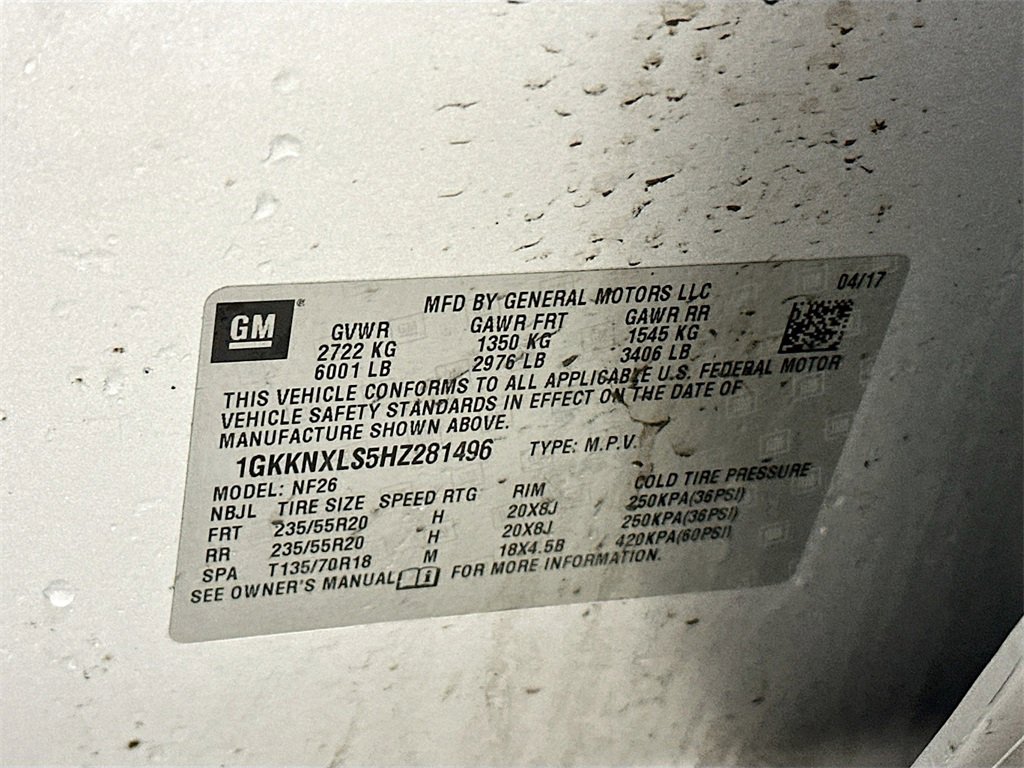 GM®
MFD BY GENERAL MOTORS LLC 04/17
GVWR GAWR FRT GAWR RR
2722 KG 1350 KG 1545 KG
6001 LB 2976 LB 3406 LB
THIS VEHICLE CONFORMS TO ALL APPLICABLE U.S. FEDERAL MOTOR
VEHICLE SAFETY STANDARDS IN EFFECT ON THE DATE OF
MANUFACTURE SHOWN ABOVE.
1GKKNXLS5HZ281496 TYPE: M.P.V.
MODEL: NF26
NBJL TIRE SIZE SPEED RTG RIM COLD TIRE PRESSURE
FRT 235/55R20 H 20X8J 250KPA(36PSI)
RR 235/55R20 H 20X8J 250KPA(36PSI)
SPA T135/70R18 M 18X4.5B 420KPA(60PSI)
SEE OWNER'S MANUAL FOR MORE INFORMATION.